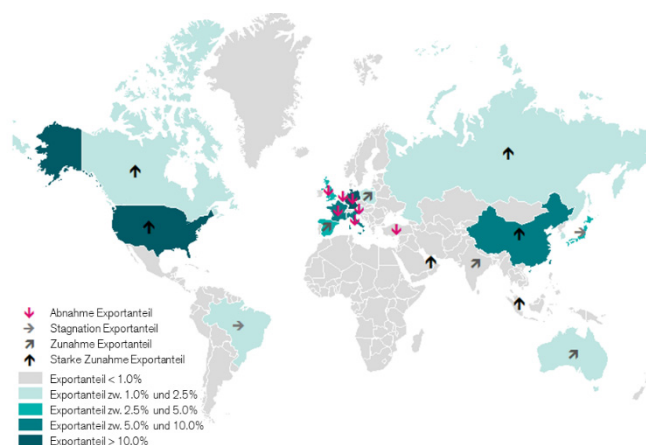 Abnahme Exportanteil
Stagnation Exportanteil
Zunahme Exportanteil
Starke Zunahme Exportanteil
Exportanteil < 1.0%
Exportanteil zw. 1.0% und 2.5%
Exportanteil zw. 2.5% und 5.0%
Exportanteil zw. 5.0% und 10.0%
Exportanteil > 10.0%